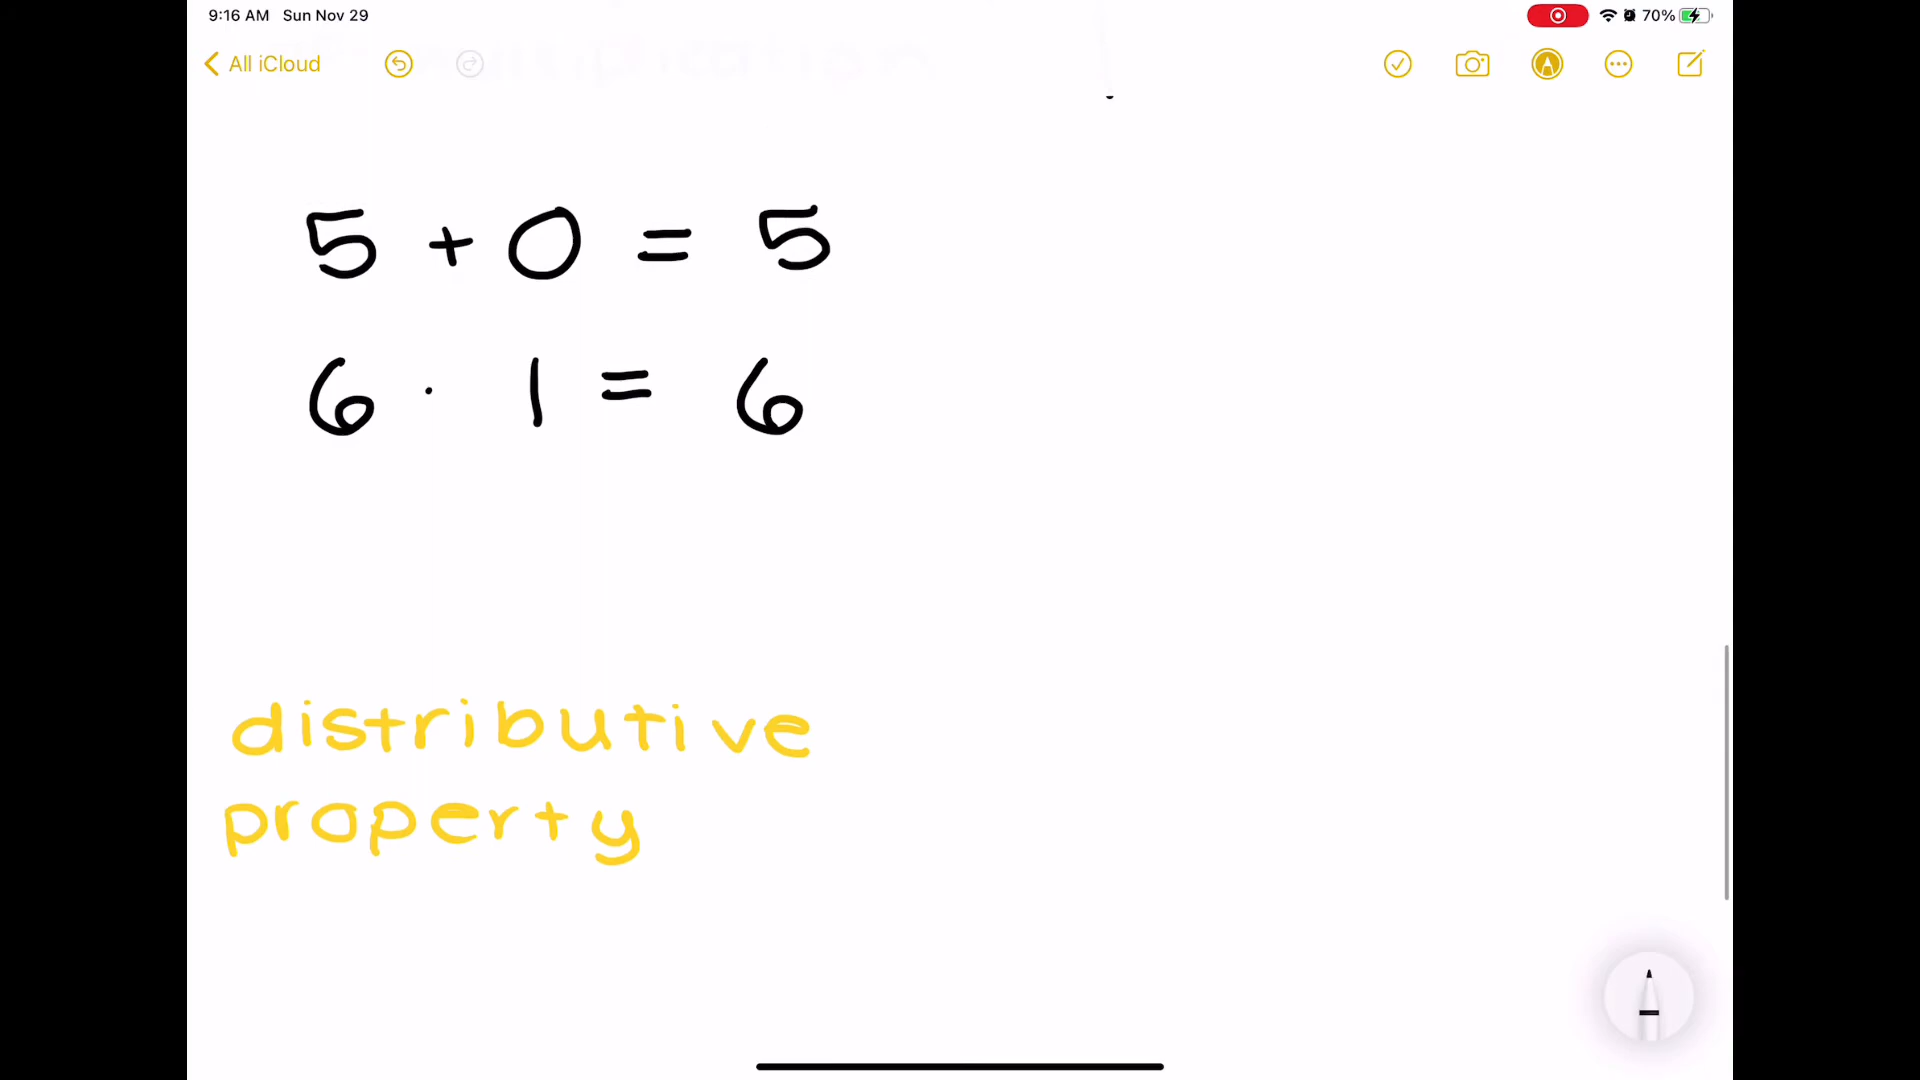 9:16 AM Sun Nov 29 70%
All iCloud
5 + 0 = 5
6 · 1 = 6
distributive
property